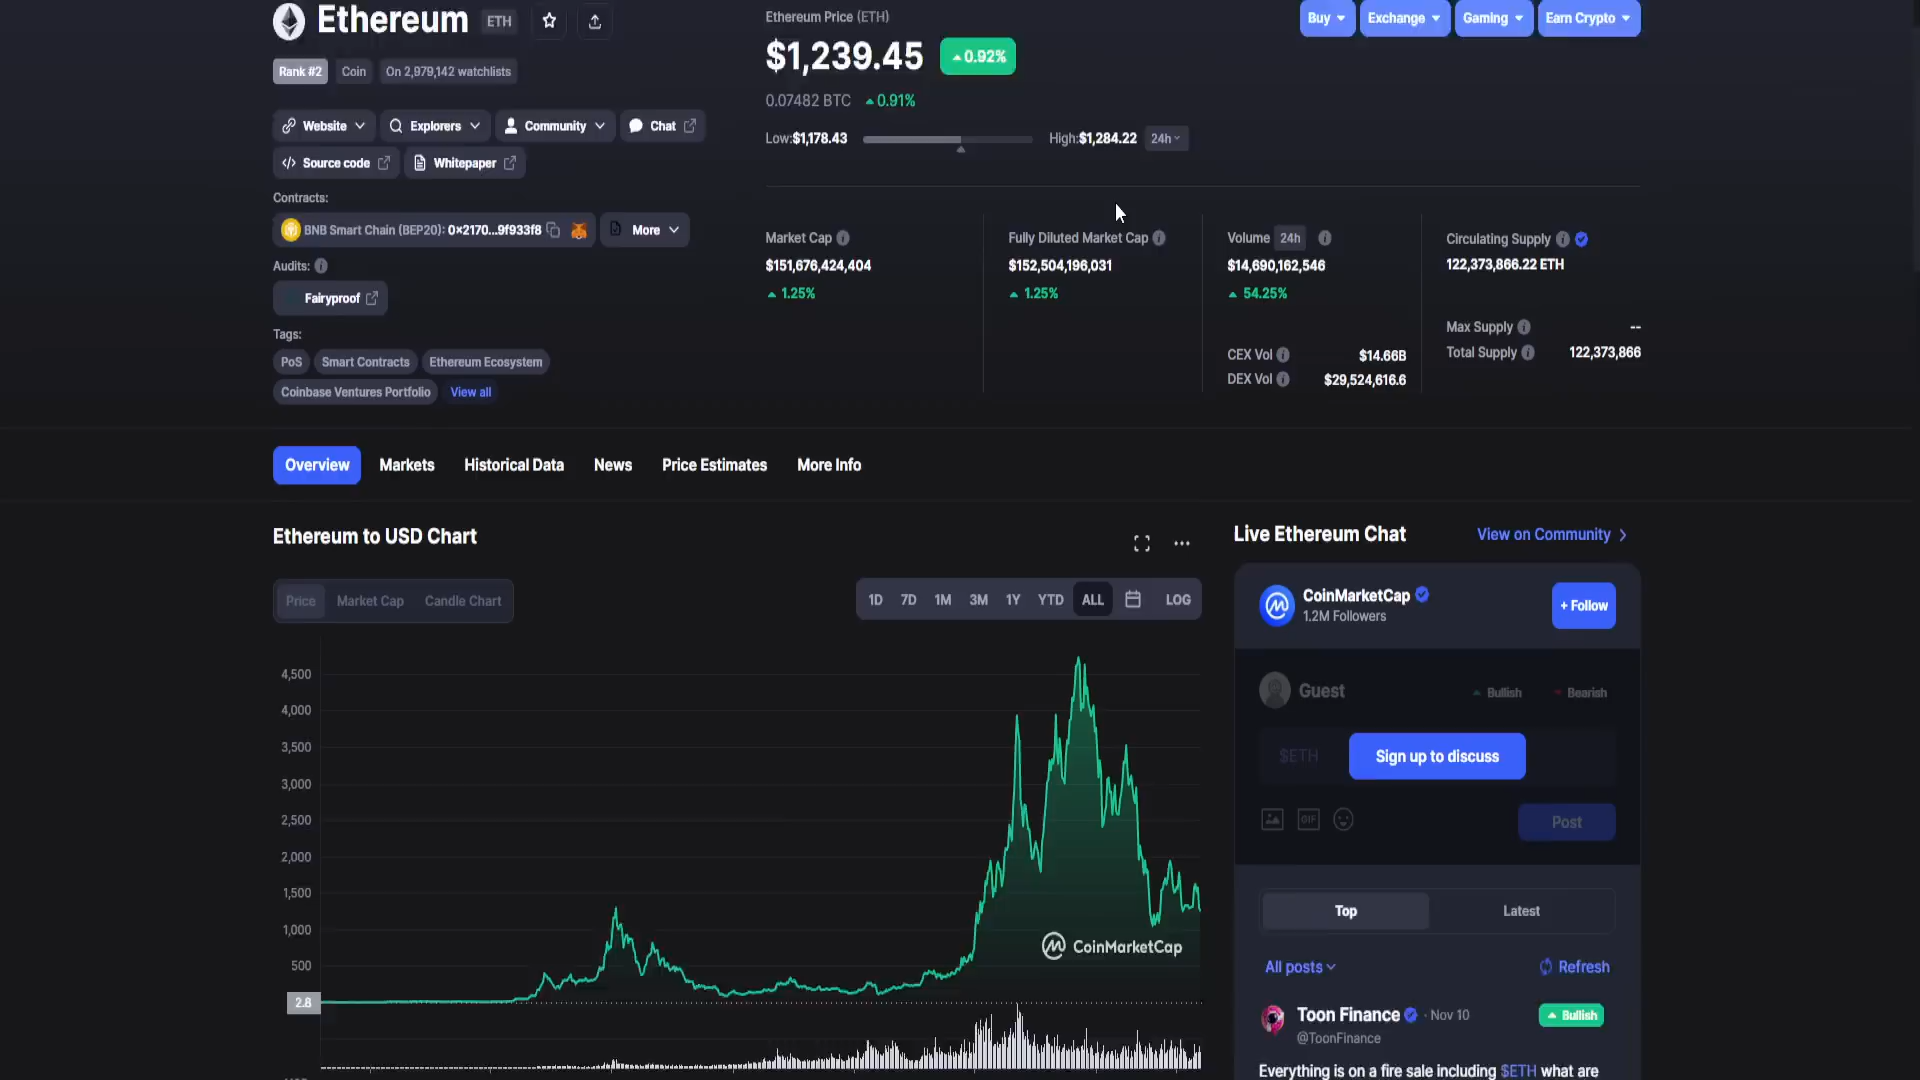 Ethereum ETH
Rank #2 Coin On 2,979,142 watchlists
Website Explorers Community Chat
Source code Whitepaper
Contracts:
BNB Smart Chain (BEP20): 0x2170...9f933f8 More
Audits:
Fairyproof
Tags:
PoS Smart Contracts Ethereum Ecosystem
Coinbase Ventures Portfolio View all
Ethereum Price (ETH)
$1,239.45 0.92%
0.07482 BTC 0.91%
Low:$1,178.43 High:$1,284.22 24h
Buy Exchange Gaming Earn Crypto
Market Cap
$151,676,424,404
1.25%
Fully Diluted Market Cap
$152,504,196,031
1.25%
Volume 24h
$14,690,162,546
54.25%
CEX Vol $14.66B
DEX Vol $29,524,616.6
Circulating Supply
122,373,866.22 ETH
Max Supply --
Total Supply 122,373,866
Overview Markets Historical Data News Price Estimates More Info
Ethereum to USD Chart
Price Market Cap Candle Chart
1D 7D 1M 3M 1Y YTD ALL LOG
4,500
4,000
3,500
3,000
2,500
2,000
1,500
1,000
500
2.8
CoinMarketCap
Live Ethereum Chat View on Community
CoinMarketCap
1.2M Followers
+ Follow
Guest Bullish Bearish
$ETH Sign up to discuss
GIF
Post
Top Latest
All posts Refresh
Toon Finance · Nov 10 Bullish
@ToonFinance
Everything is on a fire sale including $ETH what are